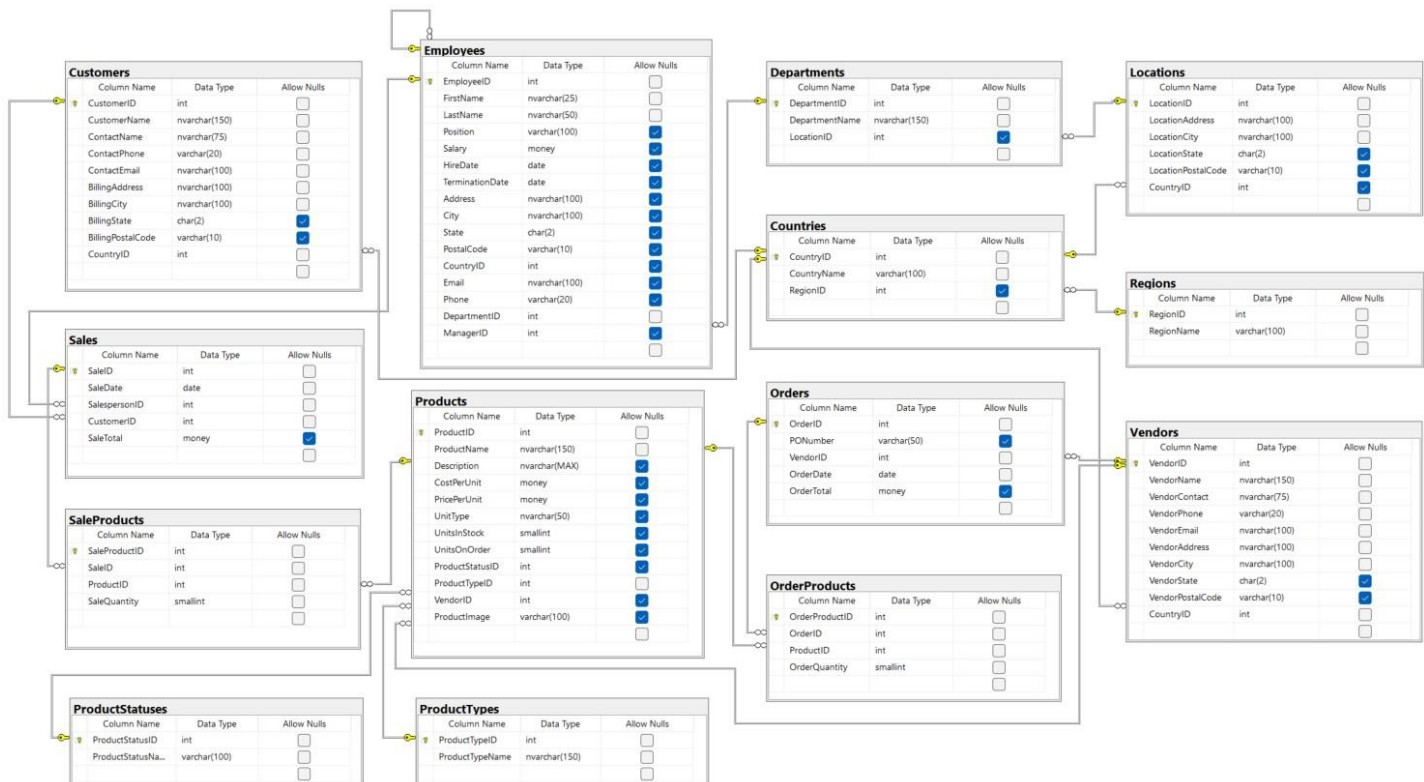 Employees
Column Name Data Type Allow Nulls
EmployeeID int
FirstName nvarchar(25)
LastName nvarchar(50)
Position varchar(100)
Salary money
HireDate date
TerminationDate date
Address nvarchar(100)
City nvarchar(100)
State char(2)
PostalCode varchar(10)
CountryID int
Email nvarchar(100)
Phone varchar(20)
DepartmentID int
ManagerID int
Customers
Column Name Data Type Allow Nulls
CustomerID int
CustomerName nvarchar(150)
ContactName nvarchar(75)
ContactPhone varchar(20)
ContactEmail nvarchar(100)
BillingAddress nvarchar(100)
BillingCity nvarchar(100)
BillingState char(2)
BillingPostalCode varchar(10)
CountryID int
Departments
Column Name Data Type Allow Nulls
DepartmentID int
DepartmentName nvarchar(150)
LocationID int
Locations
Column Name Data Type Allow Nulls
LocationID int
LocationAddress nvarchar(100)
LocationCity nvarchar(100)
LocationState char(2)
LocationPostalCode varchar(10)
CountryID int
Countries
Column Name Data Type Allow Nulls
CountryID int
CountryName varchar(100)
RegionID int
Regions
Column Name Data Type Allow Nulls
RegionID int
RegionName varchar(100)
Sales
Column Name Data Type Allow Nulls
SaleID int
SaleDate date
SalespersonID int
CustomerID int
SaleTotal money
Products
Column Name Data Type Allow Nulls
ProductID int
ProductName nvarchar(150)
Description nvarchar(MAX)
CostPerUnit money
PricePerUnit money
UnitType nvarchar(50)
UnitsInStock smallint
UnitsOnOrder smallint
ProductStatusID int
ProductTypeID int
VendorID int
ProductImage varchar(100)
Orders
Column Name Data Type Allow Nulls
OrderID int
PONumber varchar(50)
VendorID int
OrderDate date
OrderTotal money
Vendors
Column Name Data Type Allow Nulls
VendorID int
VendorName nvarchar(150)
VendorContact nvarchar(75)
VendorPhone varchar(20)
VendorEmail nvarchar(100)
VendorAddress nvarchar(100)
VendorCity nvarchar(100)
VendorState char(2)
VendorPostalCode varchar(10)
CountryID int
SaleProducts
Column Name Data Type Allow Nulls
SaleProductID int
SaleID int
ProductID int
SaleQuantity smallint
OrderProducts
Column Name Data Type Allow Nulls
OrderProductID int
OrderID int
ProductID int
OrderQuantity smallint
ProductStatuses
Column Name Data Type Allow Nulls
ProductStatusID int
ProductStatusNa... varchar(100)
ProductTypes
Column Name Data Type Allow Nulls
ProductTypeID int
ProductTypeName nvarchar(150)